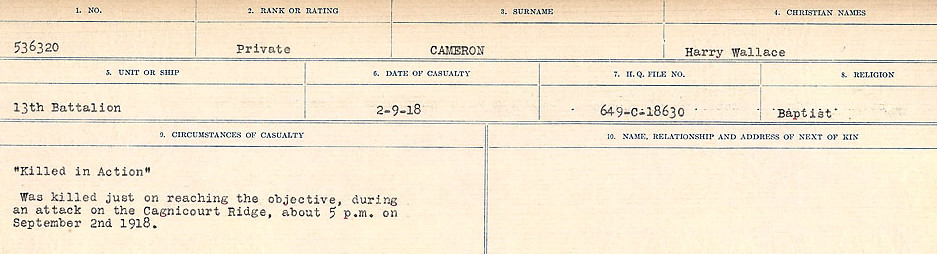 1. NO. 2. RANK OR RATING 3. SURNAME 4. CHRISTIAN NAMES
536320 Private CAMERON Harry Wallace
5. UNIT OR SHIP 6. DATE OF CASUALTY 7. H.Q. FILE NO. 8. RELIGION
13th Battalion 2-9-18 649-C-18630 Baptist
9. CIRCUMSTANCES OF CASUALTY 10. NAME, RELATIONSHIP AND ADDRESS OF NEXT OF KIN
"Killed in Action"
Was killed just on reaching the objective, during
an attack on the Cagnicourt Ridge, about 5 p.m. on
September 2nd 1918.